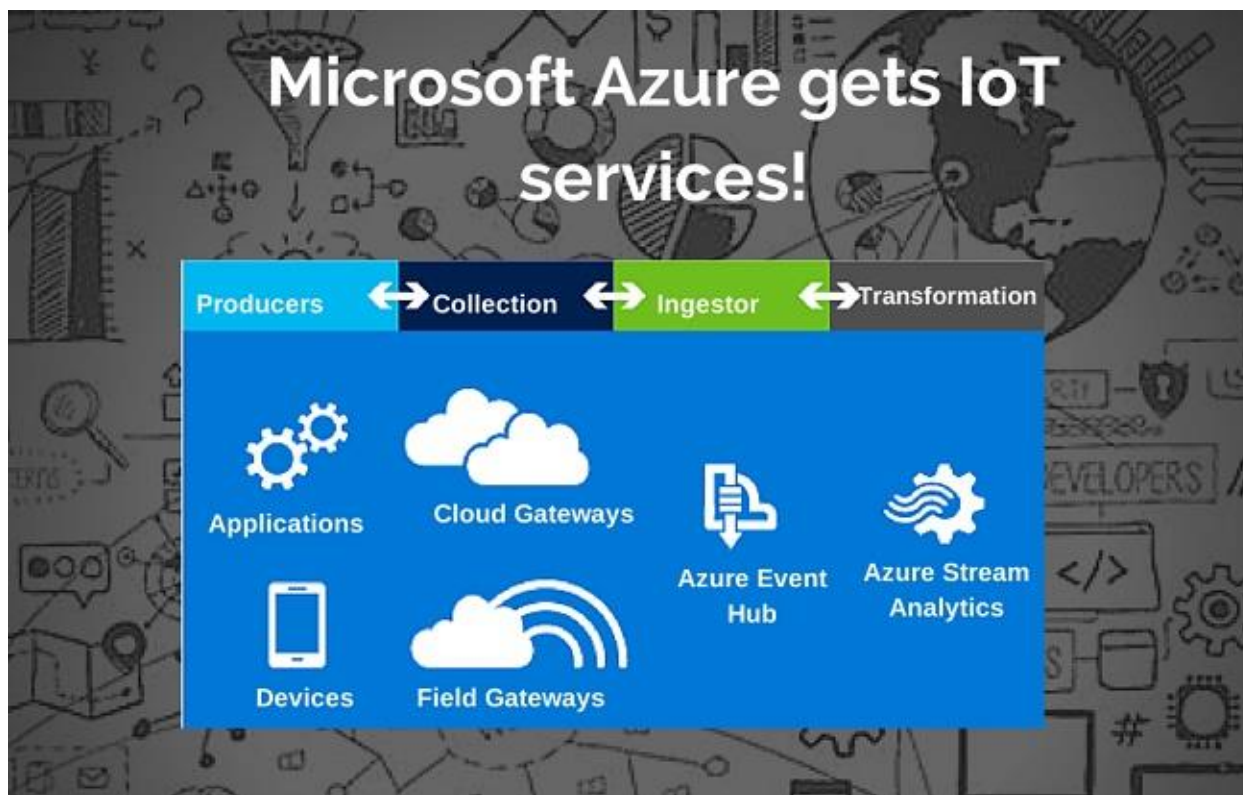 Microsoft Azure gets IoT
services!
Producers
Collection
Ingestor
Transformation
Applications
Cloud Gateways
Azure Event
Hub
Azure Stream
Analytics
Devices
Field Gateways
DEVELOPERS
</>
#